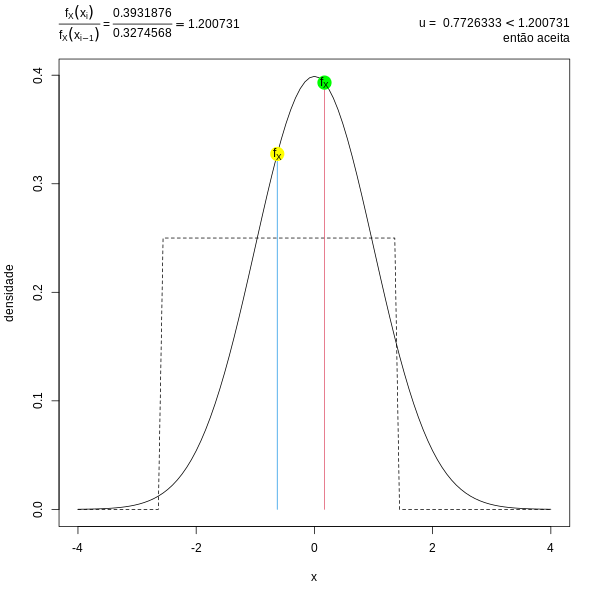 fX(xi) / fX(xi−1) = 0.3931876 / 0.3274568 = 1.200731
u = 0.7726333 < 1.200731
então aceita
densidade
0.4
0.3
0.2
0.1
0.0
fX
fX
-4 -2 0 2 4
x